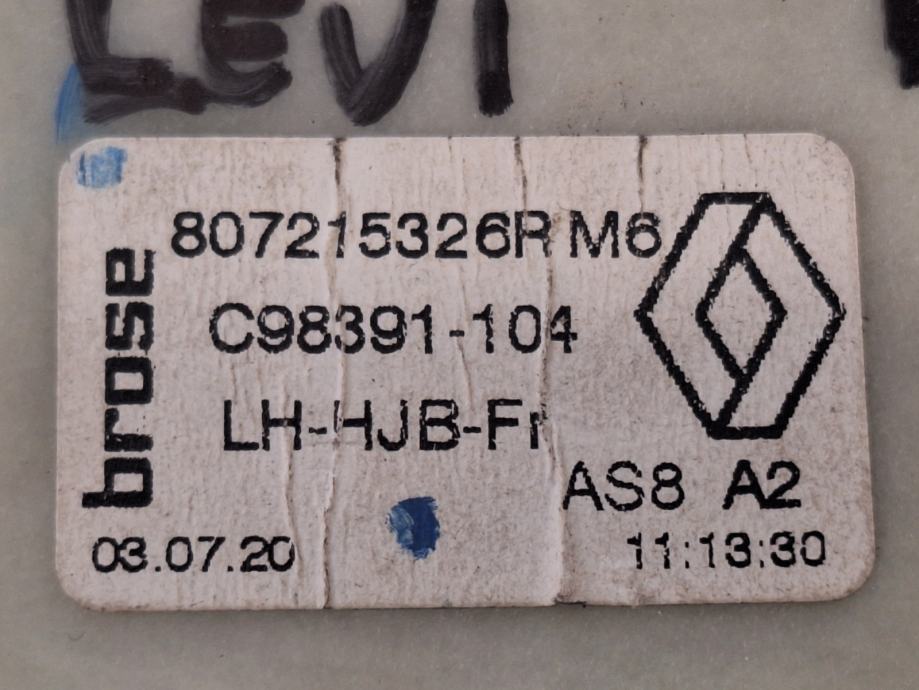 LEVI
807215326R M6
brose
C98391-104
LH-HJB-Fr
AS8 A2
03.07.20
11:13:30